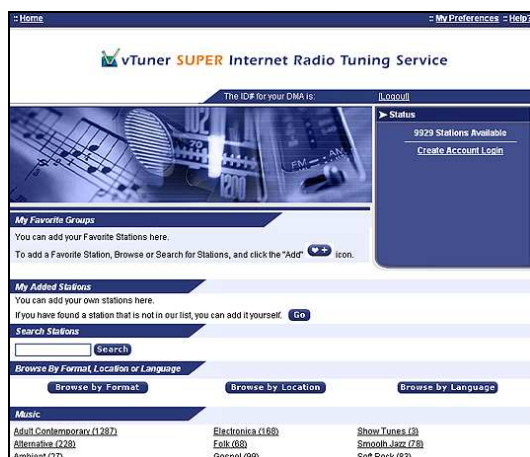 :: Home :: My Preferences :: Help?
vTuner SUPER Internet Radio Tuning Service
The ID# for your DMA is: [Logout]
Status
9929 Stations Available
Create Account Login
My Favorite Groups
You can add your Favorite Stations here.
To add a Favorite Station, Browse or Search for Stations, and click the "Add" icon.
My Added Stations
You can add your own stations here.
If you have found a station that is not in our list, you can add it yourself. Go
Search Stations
Search
Browse By Format, Location or Language
Browse by Format Browse by Location Browse by Language
Music
Adult Contemporary (1287) Electronica (168) Show Tunes (3)
Alternative (228) Folk (68) Smooth Jazz (78)
Ambient (27) Gospel (99) Soft Rock (83)